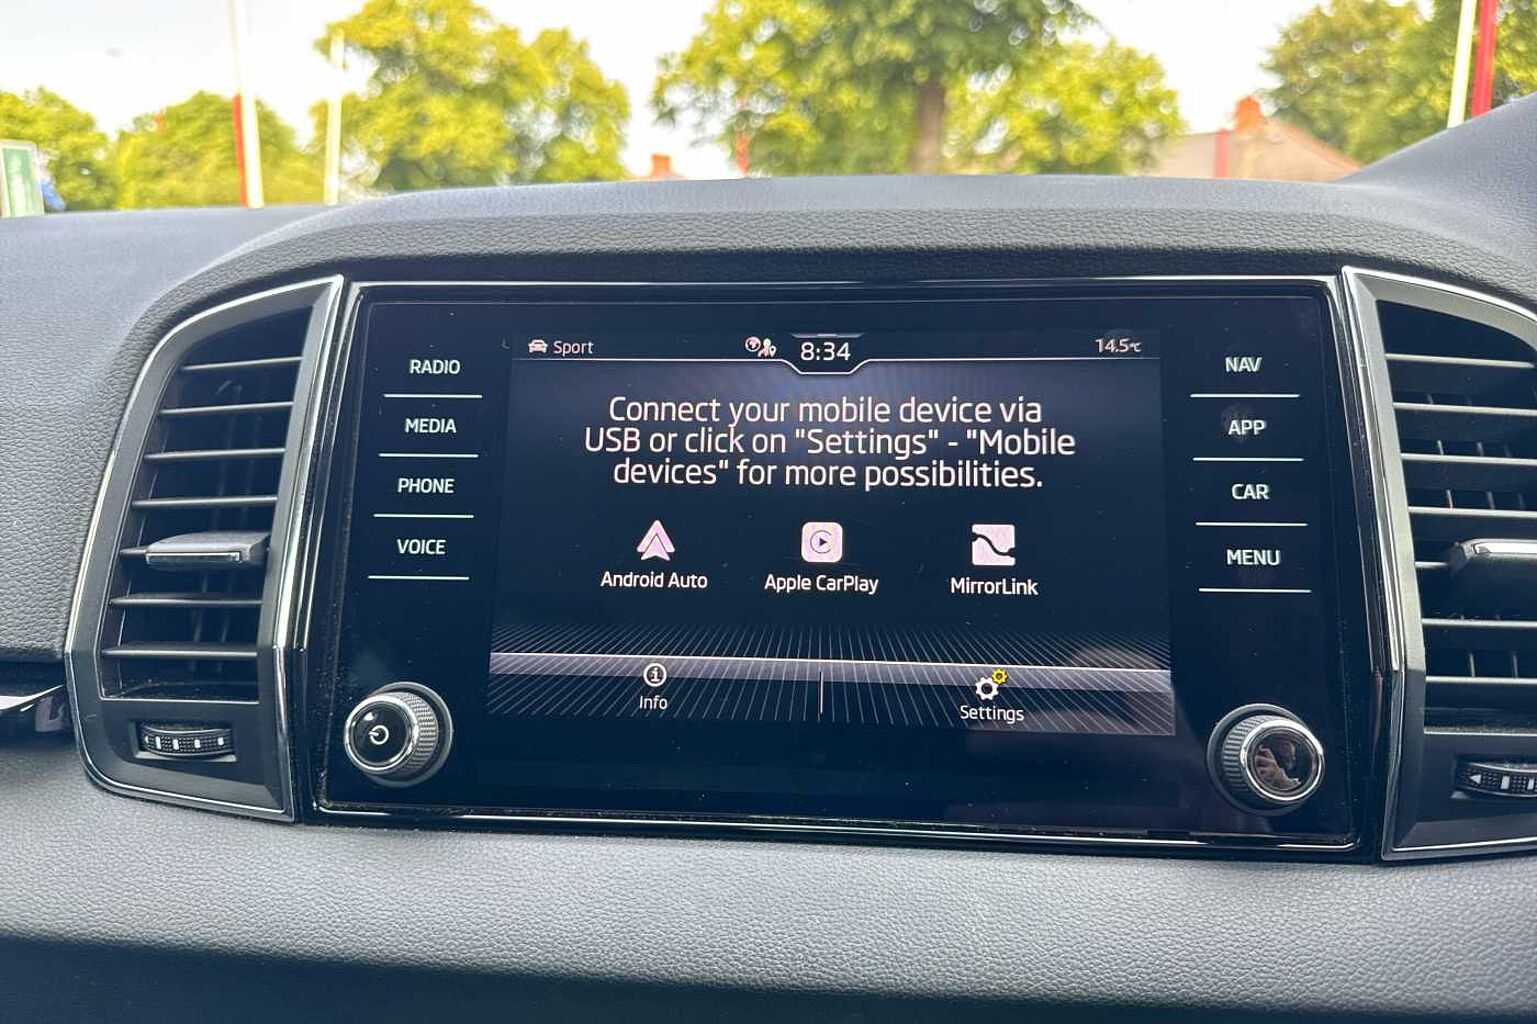 Sport
8:34
14.5°C
RADIO
MEDIA
PHONE
VOICE
Connect your mobile device via
USB or click on "Settings" - "Mobile
devices" for more possibilities.
Android Auto
Apple CarPlay
MirrorLink
Info
Settings
NAV
APP
CAR
MENU